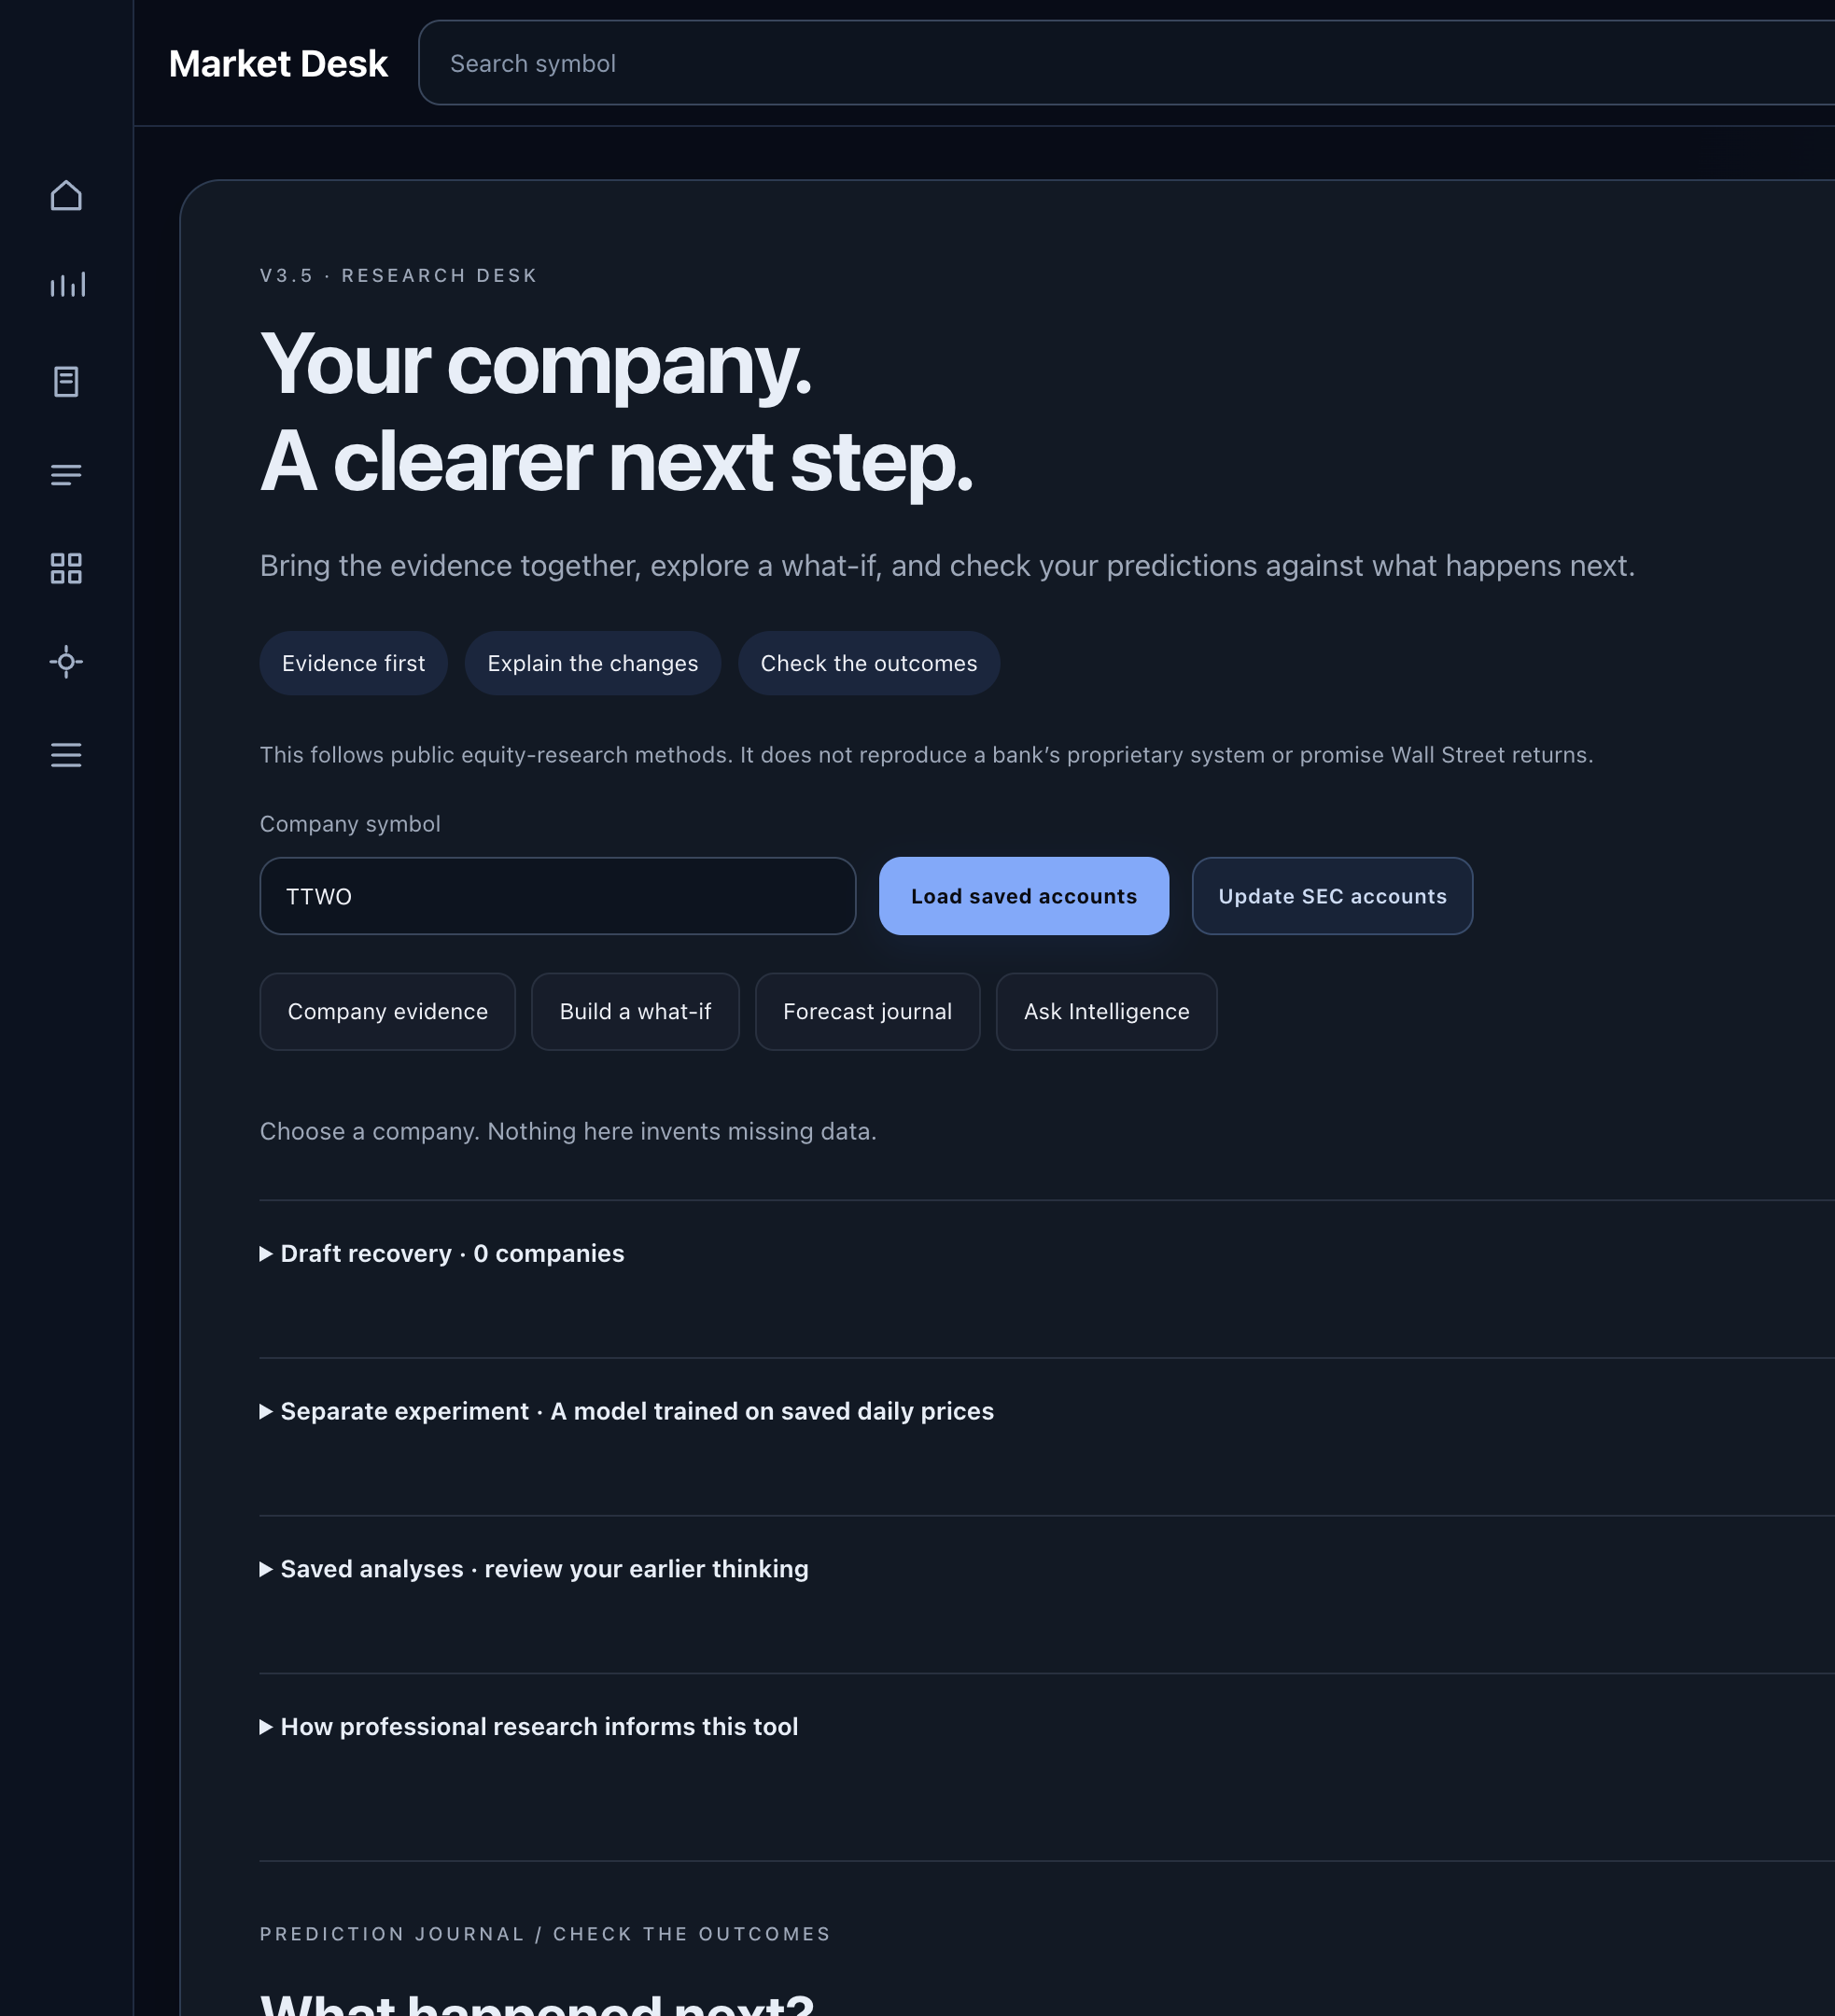 Market Desk
Search symbol
V3.5 · RESEARCH DESK
Your company.
A clearer next step.
Bring the evidence together, explore a what-if, and check your predictions against what happens next.
Evidence first
Explain the changes
Check the outcomes
This follows public equity-research methods. It does not reproduce a bank’s proprietary system or promise Wall Street returns.
Company symbol
TTWO
Load saved accounts
Update SEC accounts
Company evidence
Build a what-if
Forecast journal
Ask Intelligence
Choose a company. Nothing here invents missing data.
Draft recovery · 0 companies
Separate experiment · A model trained on saved daily prices
Saved analyses · review your earlier thinking
How professional research informs this tool
PREDICTION JOURNAL / CHECK THE OUTCOMES
What happened next?